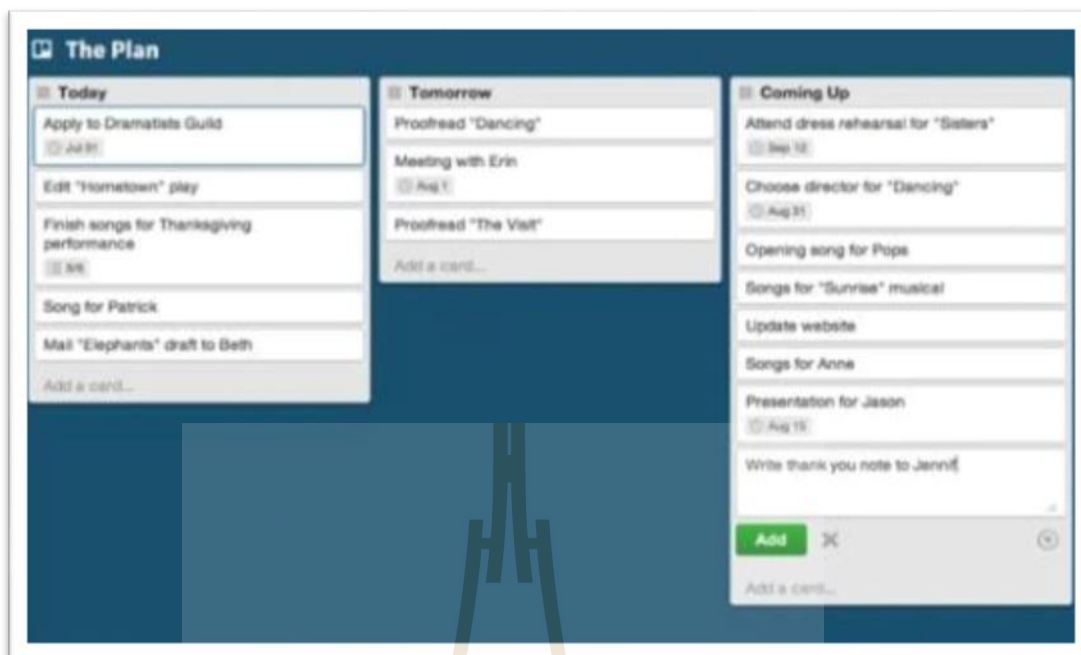 The Plan
Today
Apply to Dramatists Guild
Jul 31
Edit "Hometown" play
Finish songs for Thanksgiving
performance
Song for Patrick
Mail "Elephants" draft to Beth
Add a card...
Tomorrow
Proofread "Dancing"
Meeting with Erin
Aug 1
Proofread "The Visit"
Add a card...
Coming Up
Attend dress rehearsal for "Sisters"
Sep 12
Choose director for "Dancing"
Aug 31
Opening song for Pops
Songs for "Sunrise" musical
Update website
Songs for Anne
Presentation for Jason
Aug 15
Write thank you note to Jennif
Add
Add a card...